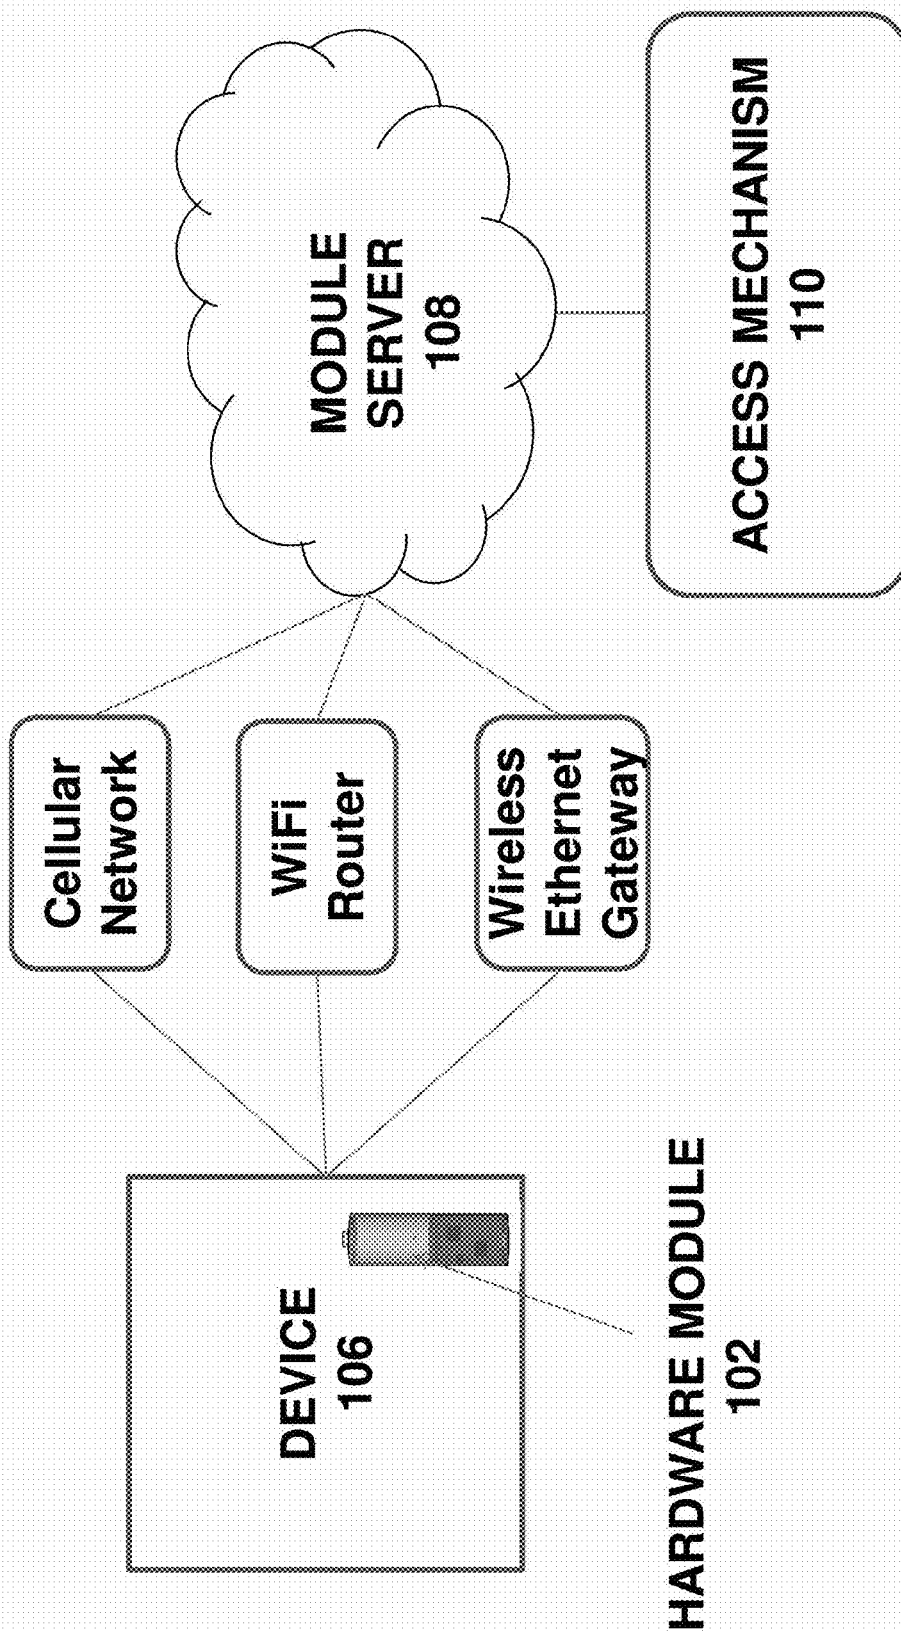 DEVICE
106
HARDWARE MODULE
102
Cellular
Network
WiFi
Router
Wireless
Ethernet
Gateway
MODULE
SERVER
108
ACCESS MECHANISM
110